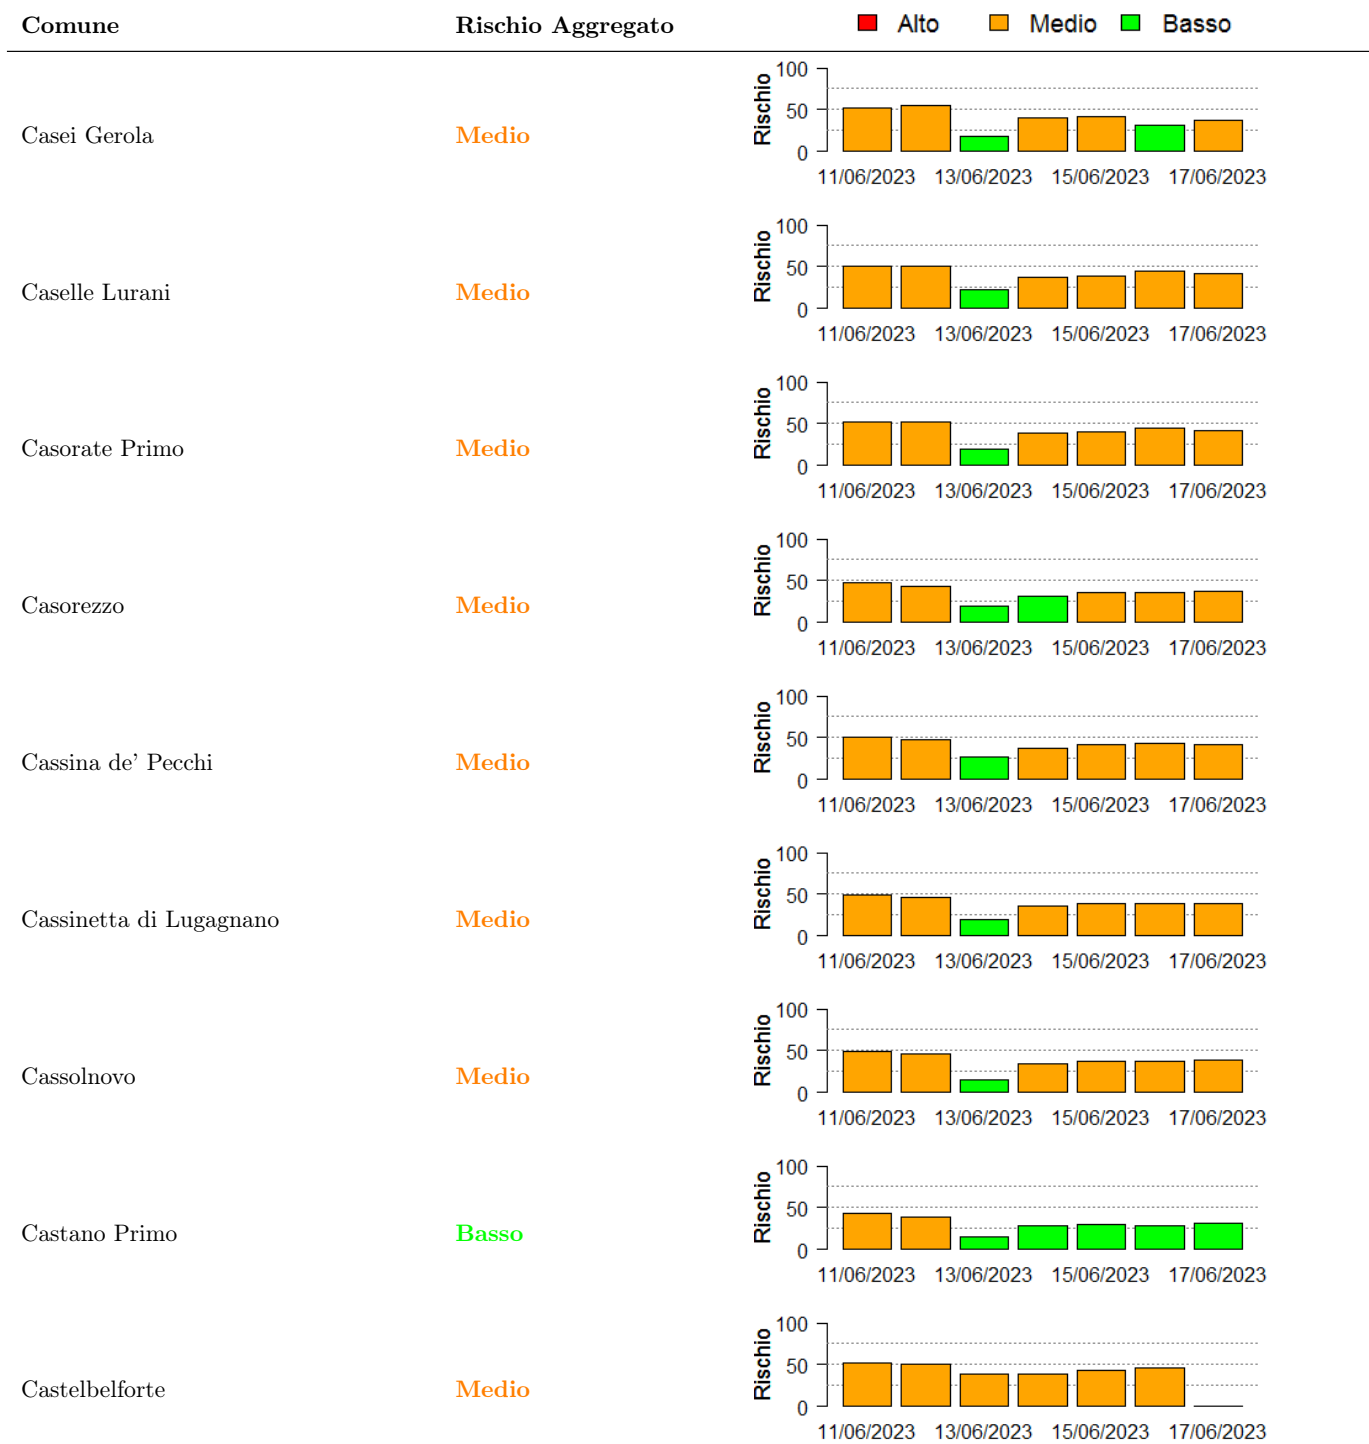 Comune Rischio Aggregato Alto Medio Basso
100
50
0
Rischio
Casei Gerola Medio
11/06/2023 13/06/2023 15/06/2023 17/06/2023
100
50
0
Rischio
Caselle Lurani Medio
11/06/2023 13/06/2023 15/06/2023 17/06/2023
100
50
0
Rischio
Casorate Primo Medio
11/06/2023 13/06/2023 15/06/2023 17/06/2023
100
50
0
Rischio
Casorezzo Medio
11/06/2023 13/06/2023 15/06/2023 17/06/2023
100
50
0
Rischio
Cassina de' Pecchi Medio
11/06/2023 13/06/2023 15/06/2023 17/06/2023
100
50
0
Rischio
Cassinetta di Lugagnano Medio
11/06/2023 13/06/2023 15/06/2023 17/06/2023
100
50
0
Rischio
Cassolnovo Medio
11/06/2023 13/06/2023 15/06/2023 17/06/2023
100
50
0
Rischio
Castano Primo Basso
11/06/2023 13/06/2023 15/06/2023 17/06/2023
100
50
0
Rischio
Castelbelforte Medio
11/06/2023 13/06/2023 15/06/2023 17/06/2023